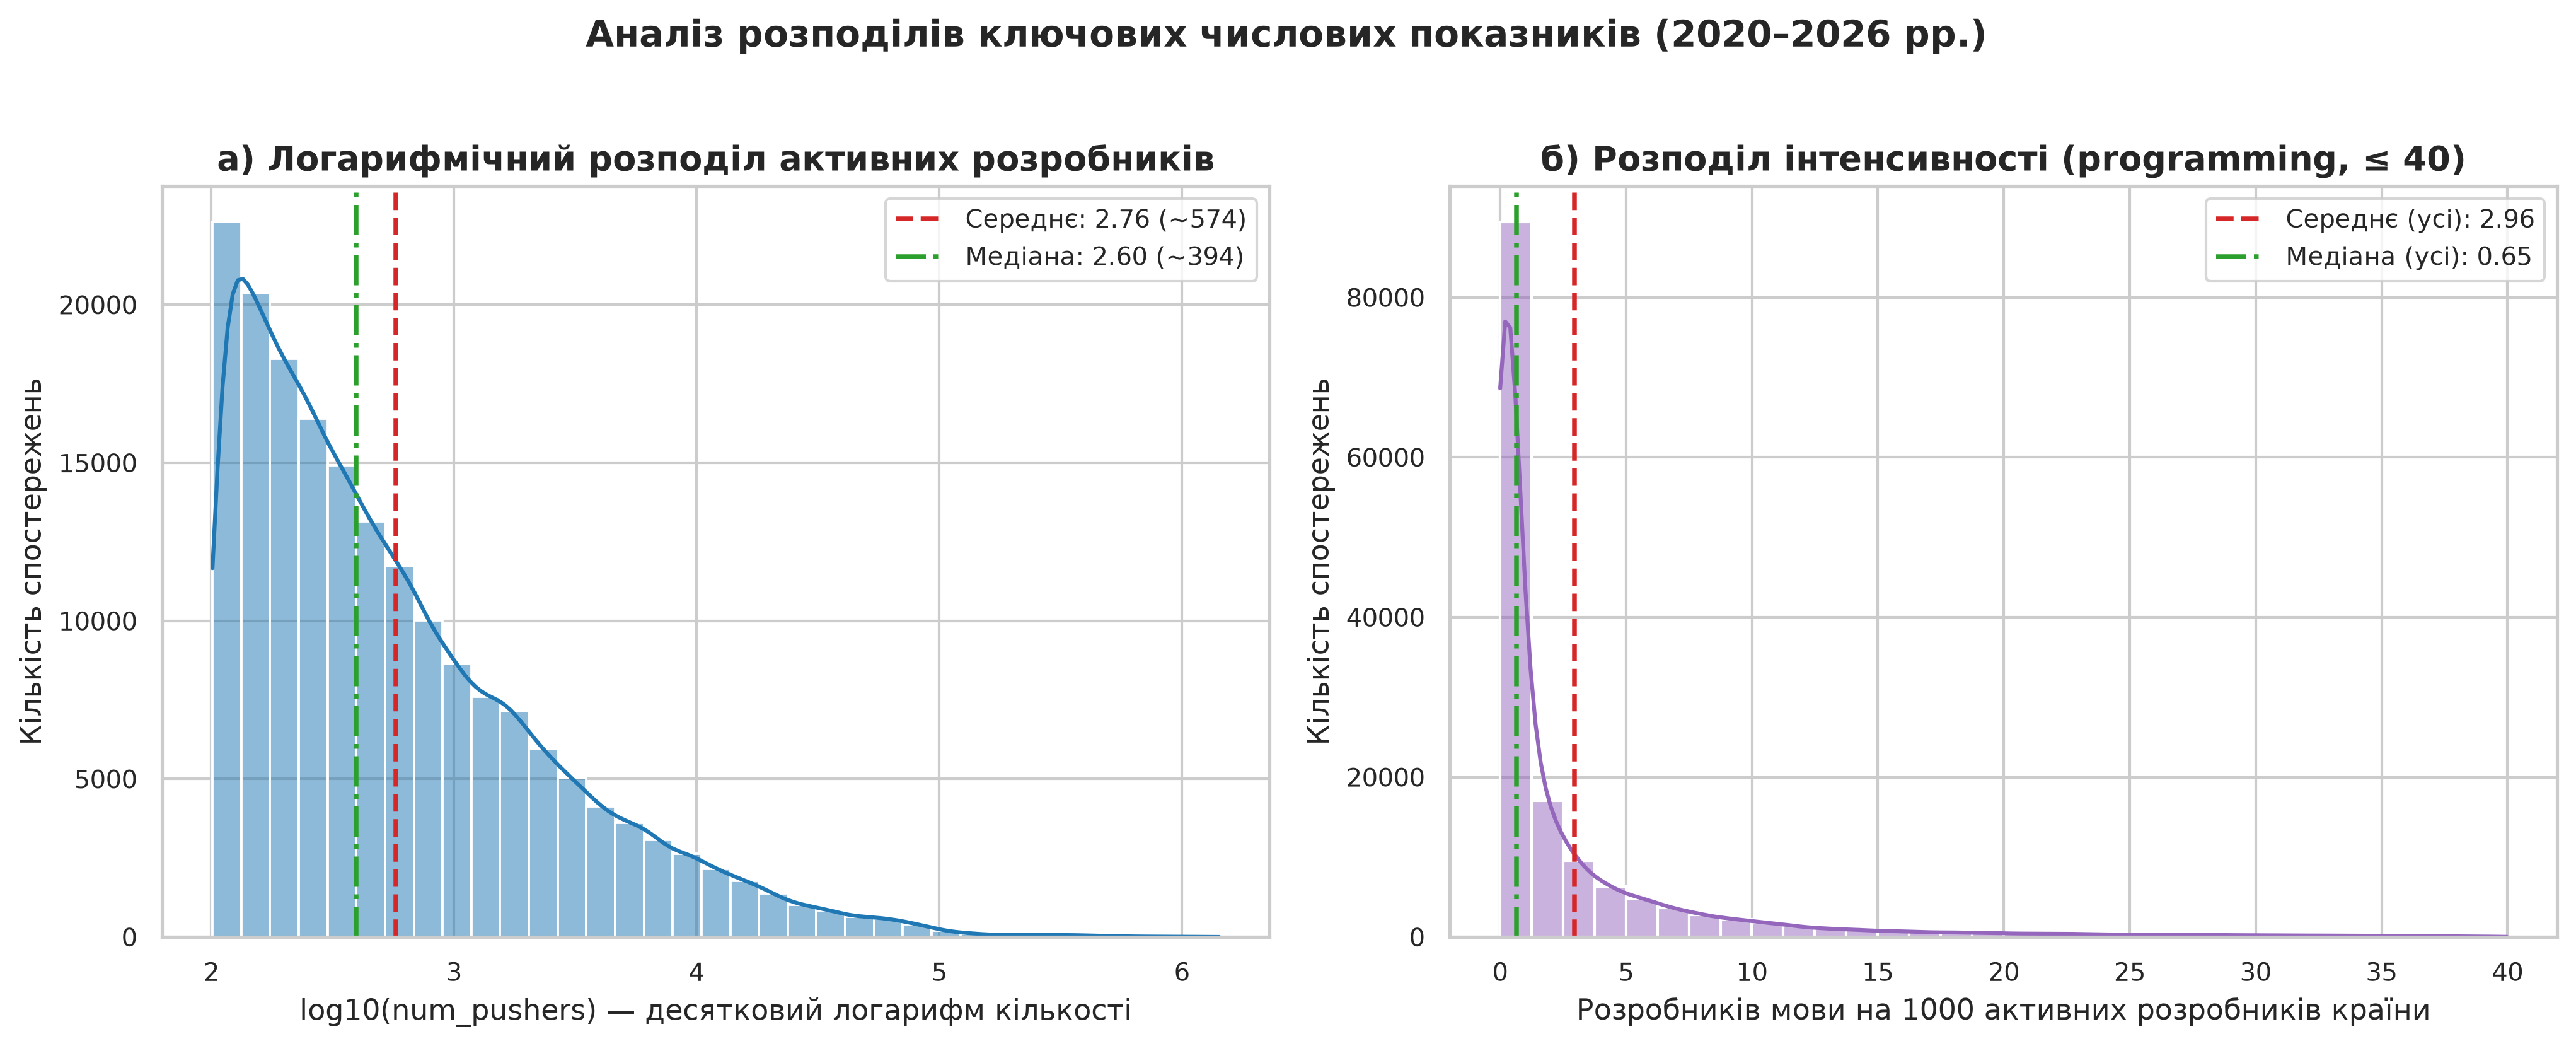 Аналіз розподілів ключових числових показників (2020–2026 рр.)
а) Логарифмічний розподіл активних розробників
Середнє: 2.76 (~574)
Медіана: 2.60 (~394)
Кількість спостережень
20000
15000
10000
5000
0
2 3 4 5 6
log10(num_pushers) — десятковий логарифм кількості
б) Розподіл інтенсивності (programming, ≤ 40)
Середнє (усі): 2.96
Медіана (усі): 0.65
Кількість спостережень
80000
60000
40000
20000
0
0 5 10 15 20 25 30 35 40
Розробників мови на 1000 активних розробників країни